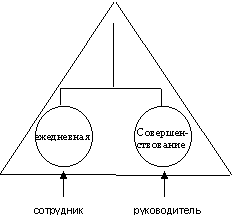 ежедневная
Совершен-
ствование
сотрудник
руководитель